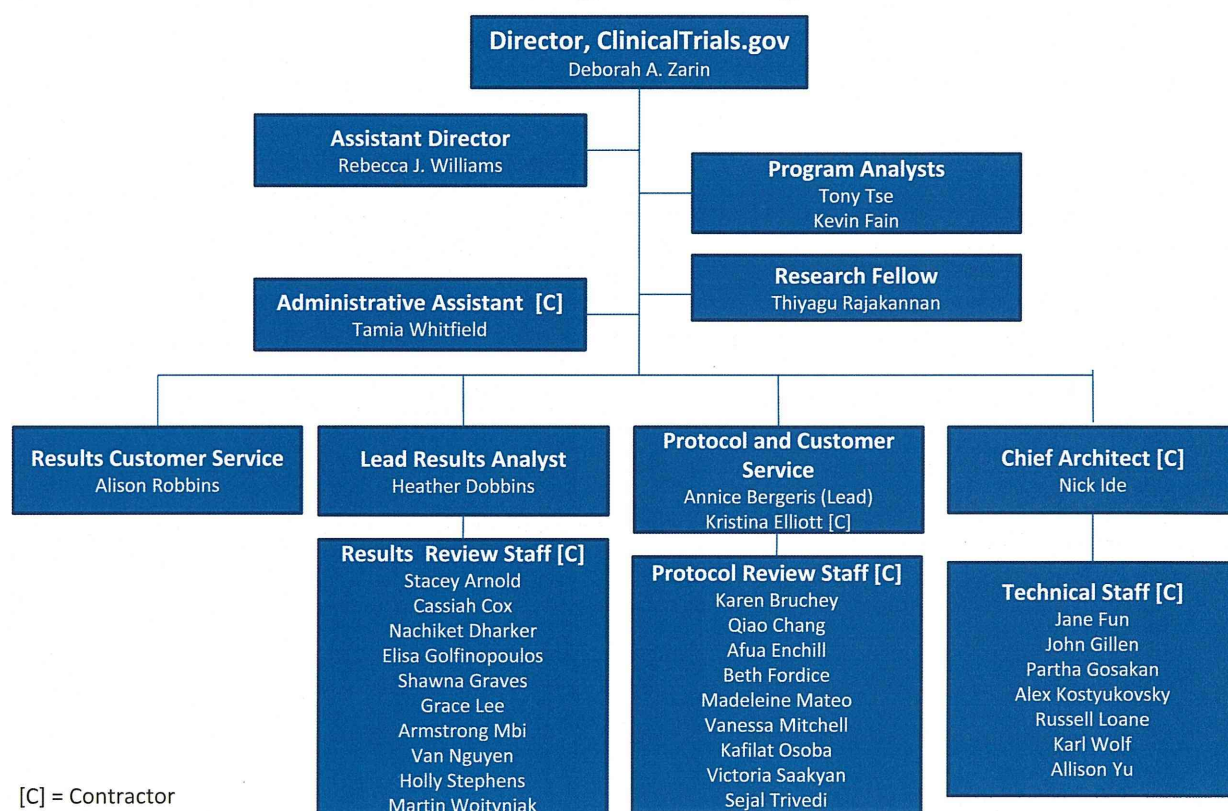 Director, ClinicalTrials.gov
Deborah A. Zarin
Assistant Director
Rebecca J. Williams
Program Analysts
Tony Tse
Kevin Fain
Administrative Assistant [C]
Tamia Whitfield
Research Fellow
Thiyagu Rajakannan
Results Customer Service
Alison Robbins
Lead Results Analyst
Heather Dobbins
Results Review Staff [C]
Stacey Arnold
Cassiah Cox
Nachiket Dharker
Elisa Golfinopoulos
Shawna Graves
Grace Lee
Armstrong Mbi
Van Nguyen
Holly Stephens
Martin Wojtyniak
Protocol and Customer
Service
Annice Bergeris (Lead)
Kristina Elliott [C]
Protocol Review Staff [C]
Karen Bruchey
Qiao Chang
Afua Enchill
Beth Fordice
Madeleine Mateo
Vanessa Mitchell
Kafilat Osoba
Victoria Saakyan
Sejal Trivedi
Chief Architect [C]
Nick Ide
Technical Staff [C]
Jane Fun
John Gillen
Partha Gosakan
Alex Kostyukovsky
Russell Loane
Karl Wolf
Allison Yu
[C] = Contractor